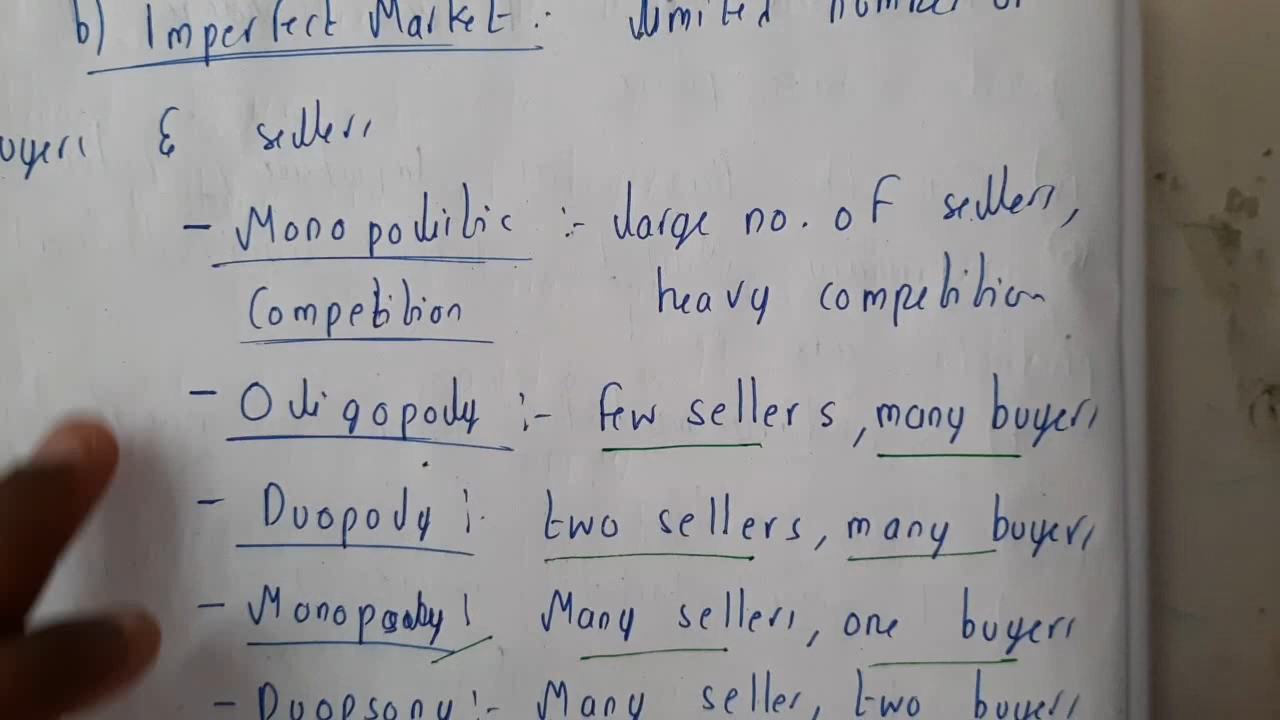 b) Imperfect Market :- limited number of
buyers & sellers
- Monopolistic :- large no. of sellers,
Competition heavy competition
- Oligopoly :- few sellers, many buyers
- Duopoly :- two sellers, many buyers
- Monopsony : Many sellers, one buyers
- Duopsony :- Many seller, two buyers